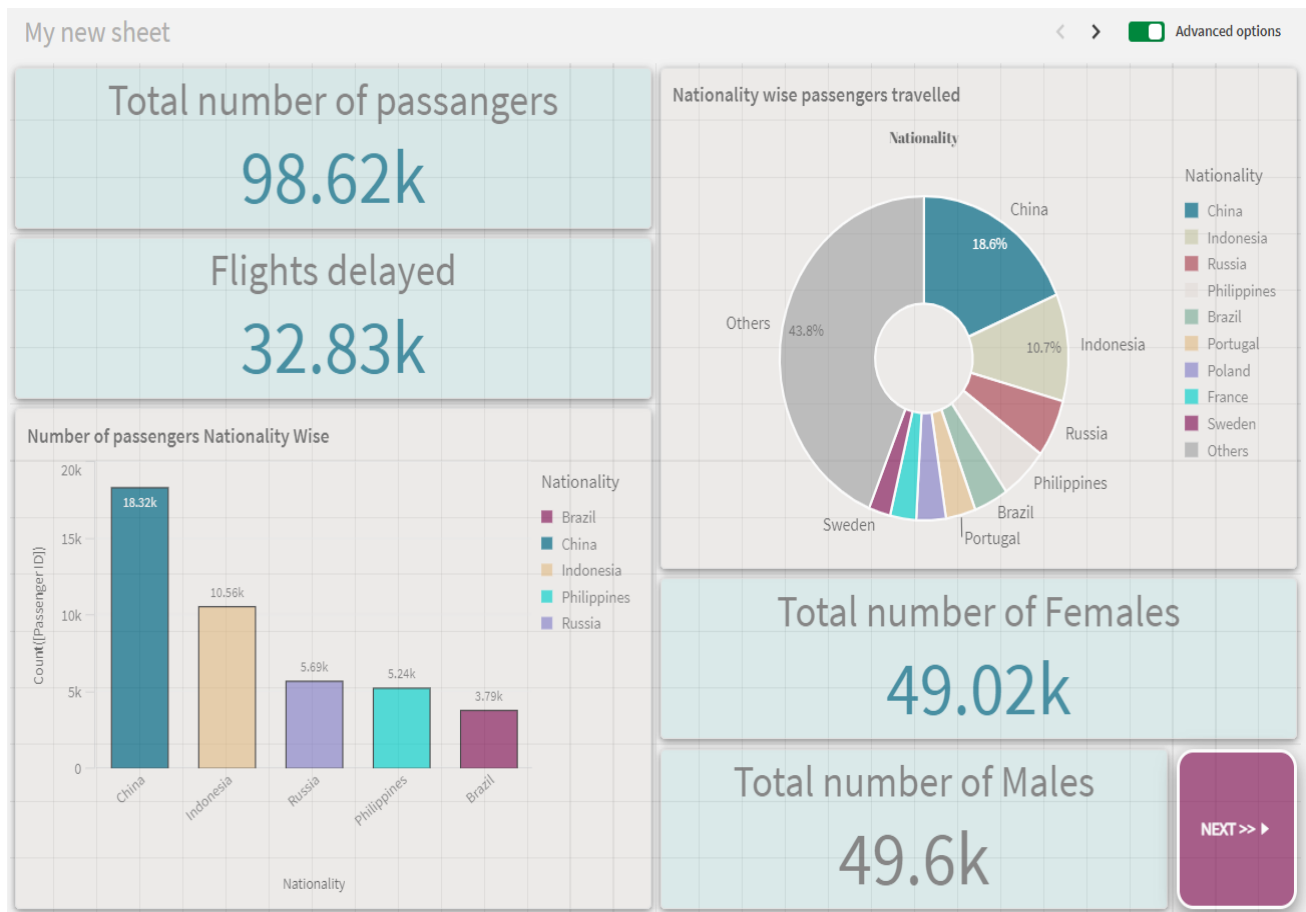 My new sheet
Advanced options
Total number of passangers
98.62k
Flights delayed
32.83k
Number of passengers Nationality Wise
20k
15k
10k
5k
0
Count([Passenger ID])
18.32k
10.56k
5.69k
5.24k
3.79k
China
Indonesia
Russia
Philippines
Brazil
Nationality
Nationality
Brazil
China
Indonesia
Philippines
Russia
Nationality wise passengers travelled
Nationality
China
18.6%
Indonesia
10.7%
Russia
Philippines
Brazil
Portugal
Sweden
Others
43.8%
Nationality
China
Indonesia
Russia
Philippines
Brazil
Portugal
Poland
France
Sweden
Others
Total number of Females
49.02k
Total number of Males
49.6k
NEXT >>